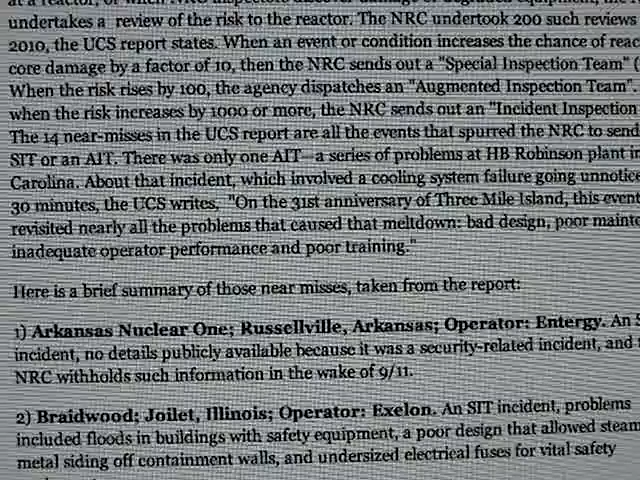 at a reactor, or when NRC inspectors discover damage or degraded equipment, the
undertakes a review of the risk to the reactor. The NRC undertook 200 such reviews
2010, the UCS report states. When an event or condition increases the chance of reac
core damage by a factor of 10, then the NRC sends out a "Special Inspection Team" (
When the risk rises by 100, the agency dispatches an "Augmented Inspection Team".
when the risk increases by 1000 or more, the NRC sends out an "Incident Inspection
The 14 near-misses in the UCS report are all the events that spurred the NRC to send
SIT or an AIT. There was only one AIT--a series of problems at HB Robinson plant in
Carolina. About that incident, which involved a cooling system failure going unnotice
30 minutes, the UCS writes, "On the 31st anniversary of Three Mile Island, this event
revisited nearly all the problems that caused that meltdown: bad design, poor mainte
inadequate operator performance and poor training."
Here is a brief summary of those near misses, taken from the report:
1) Arkansas Nuclear One; Russellville, Arkansas; Operator: Entergy. An S
incident, no details publicly available because it was a security-related incident, and
NRC withholds such information in the wake of 9/11.
2) Braidwood; Joilet, Illinois; Operator: Exelon. An SIT incident, problems
included floods in buildings with safety equipment, a poor design that allowed steam
metal siding off containment walls, and undersized electrical fuses for vital safety